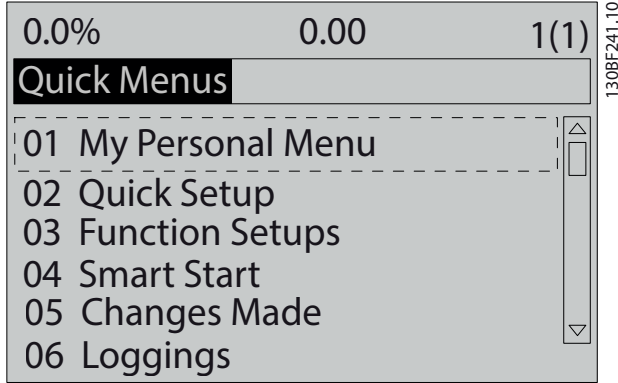 0.0% 0.00 1(1)
Quick Menus
01 My Personal Menu
02 Quick Setup
03 Function Setups
04 Smart Start
05 Changes Made
06 Loggings
130BF241.10